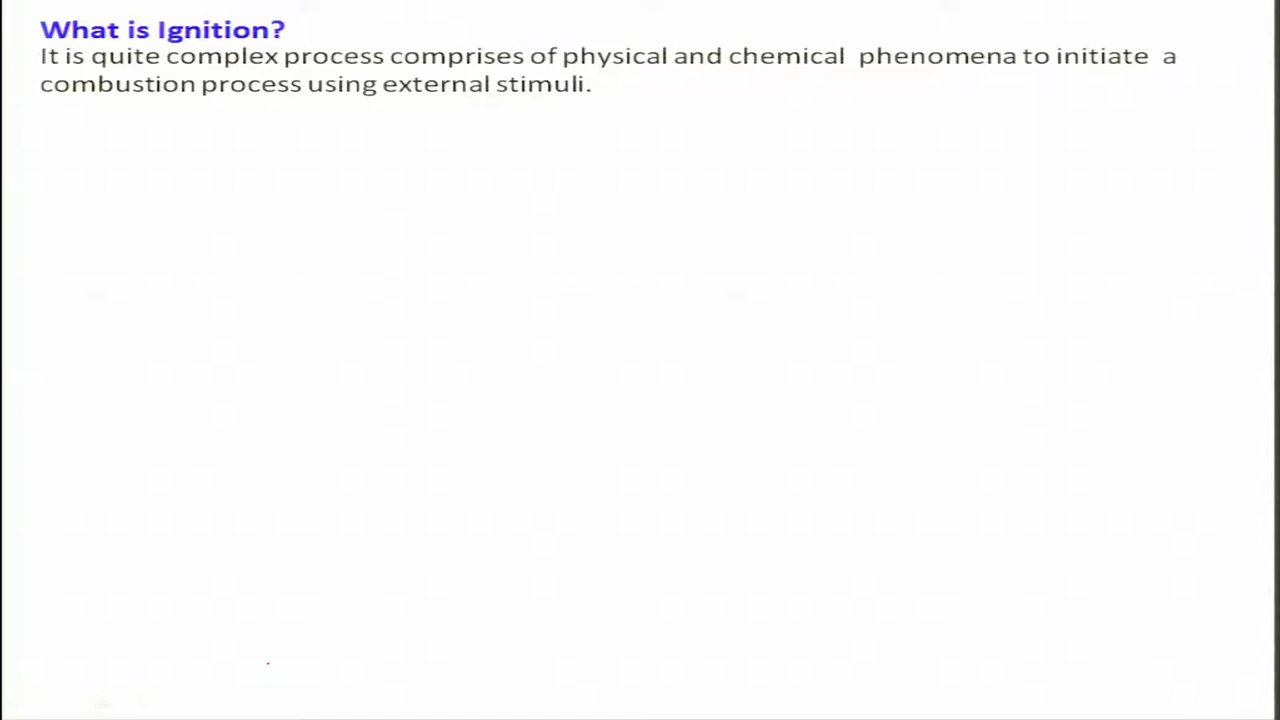 What is Ignition?
It is quite complex process comprises of physical and chemical phenomena to initiate a
combustion process using external stimuli.